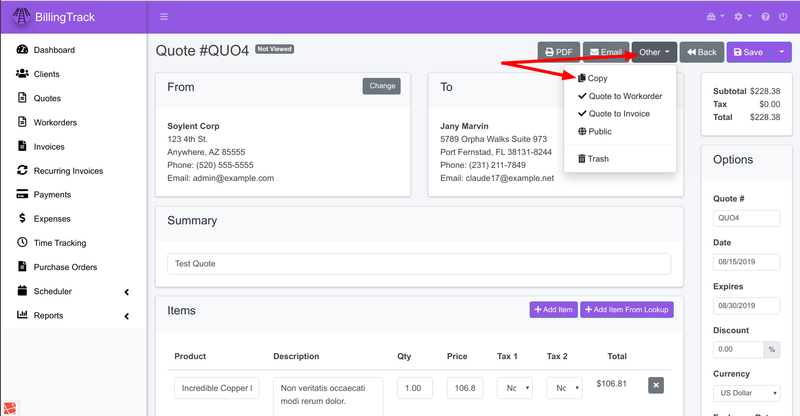 BillingTrack
Dashboard
Clients
Quotes
Workorders
Invoices
Recurring Invoices
Payments
Expenses
Time Tracking
Purchase Orders
Scheduler
Reports
Quote #QUO4 Not Viewed
PDF Email Other Back Save
Copy
Quote to Workorder
Quote to Invoice
Public
Trash
From Change
Soylent Corp
123 4th St.
Anywhere, AZ 85555
Phone: (520) 555-5555
Email: admin@example.com
To
Jany Marvin
5789 Orpha Walks Suite 973
Port Fernstad, FL 38131-8244
Phone: (231) 211-7849
Email: claude17@example.net
Subtotal $228.38
Tax $0.00
Total $228.38
Summary
Test Quote
Items Add Item Add Item From Lookup
Product Description Qty Price Tax 1 Tax 2 Total
Incredible Copper 1.00 106.8 $106.81
Non veritatis occaecati
modi rerum dolor.
Options
Quote #
QUO4
Date
08/15/2019
Expires
08/30/2019
Discount
0.00 %
Currency
US Dollar